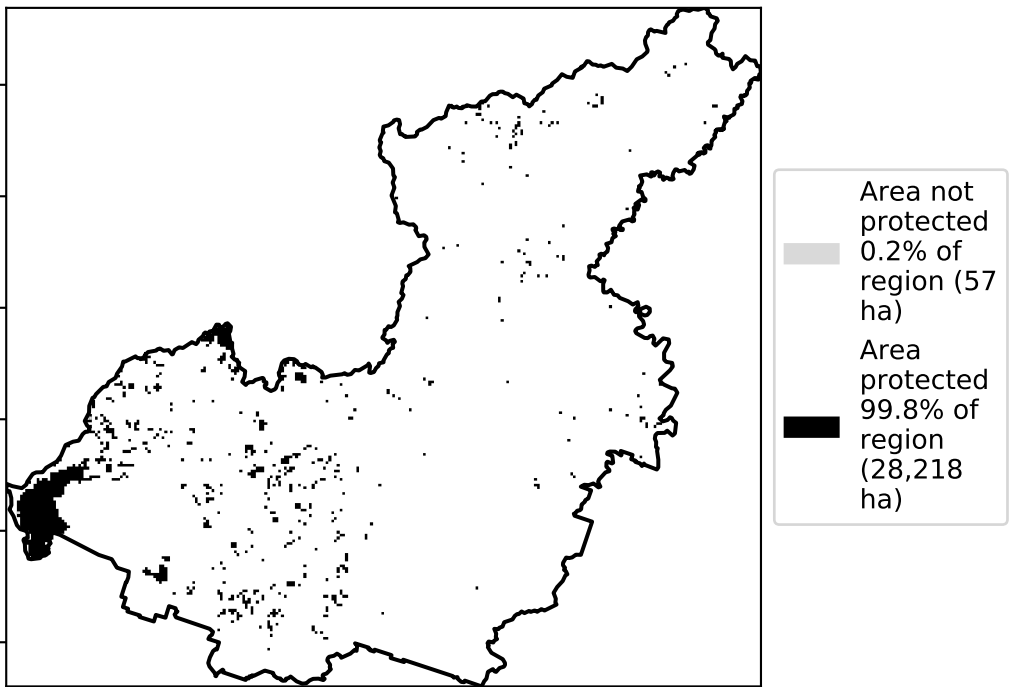 Area not
protected
0.2% of
region (57
ha)
Area
protected
99.8% of
region
(28,218
ha)